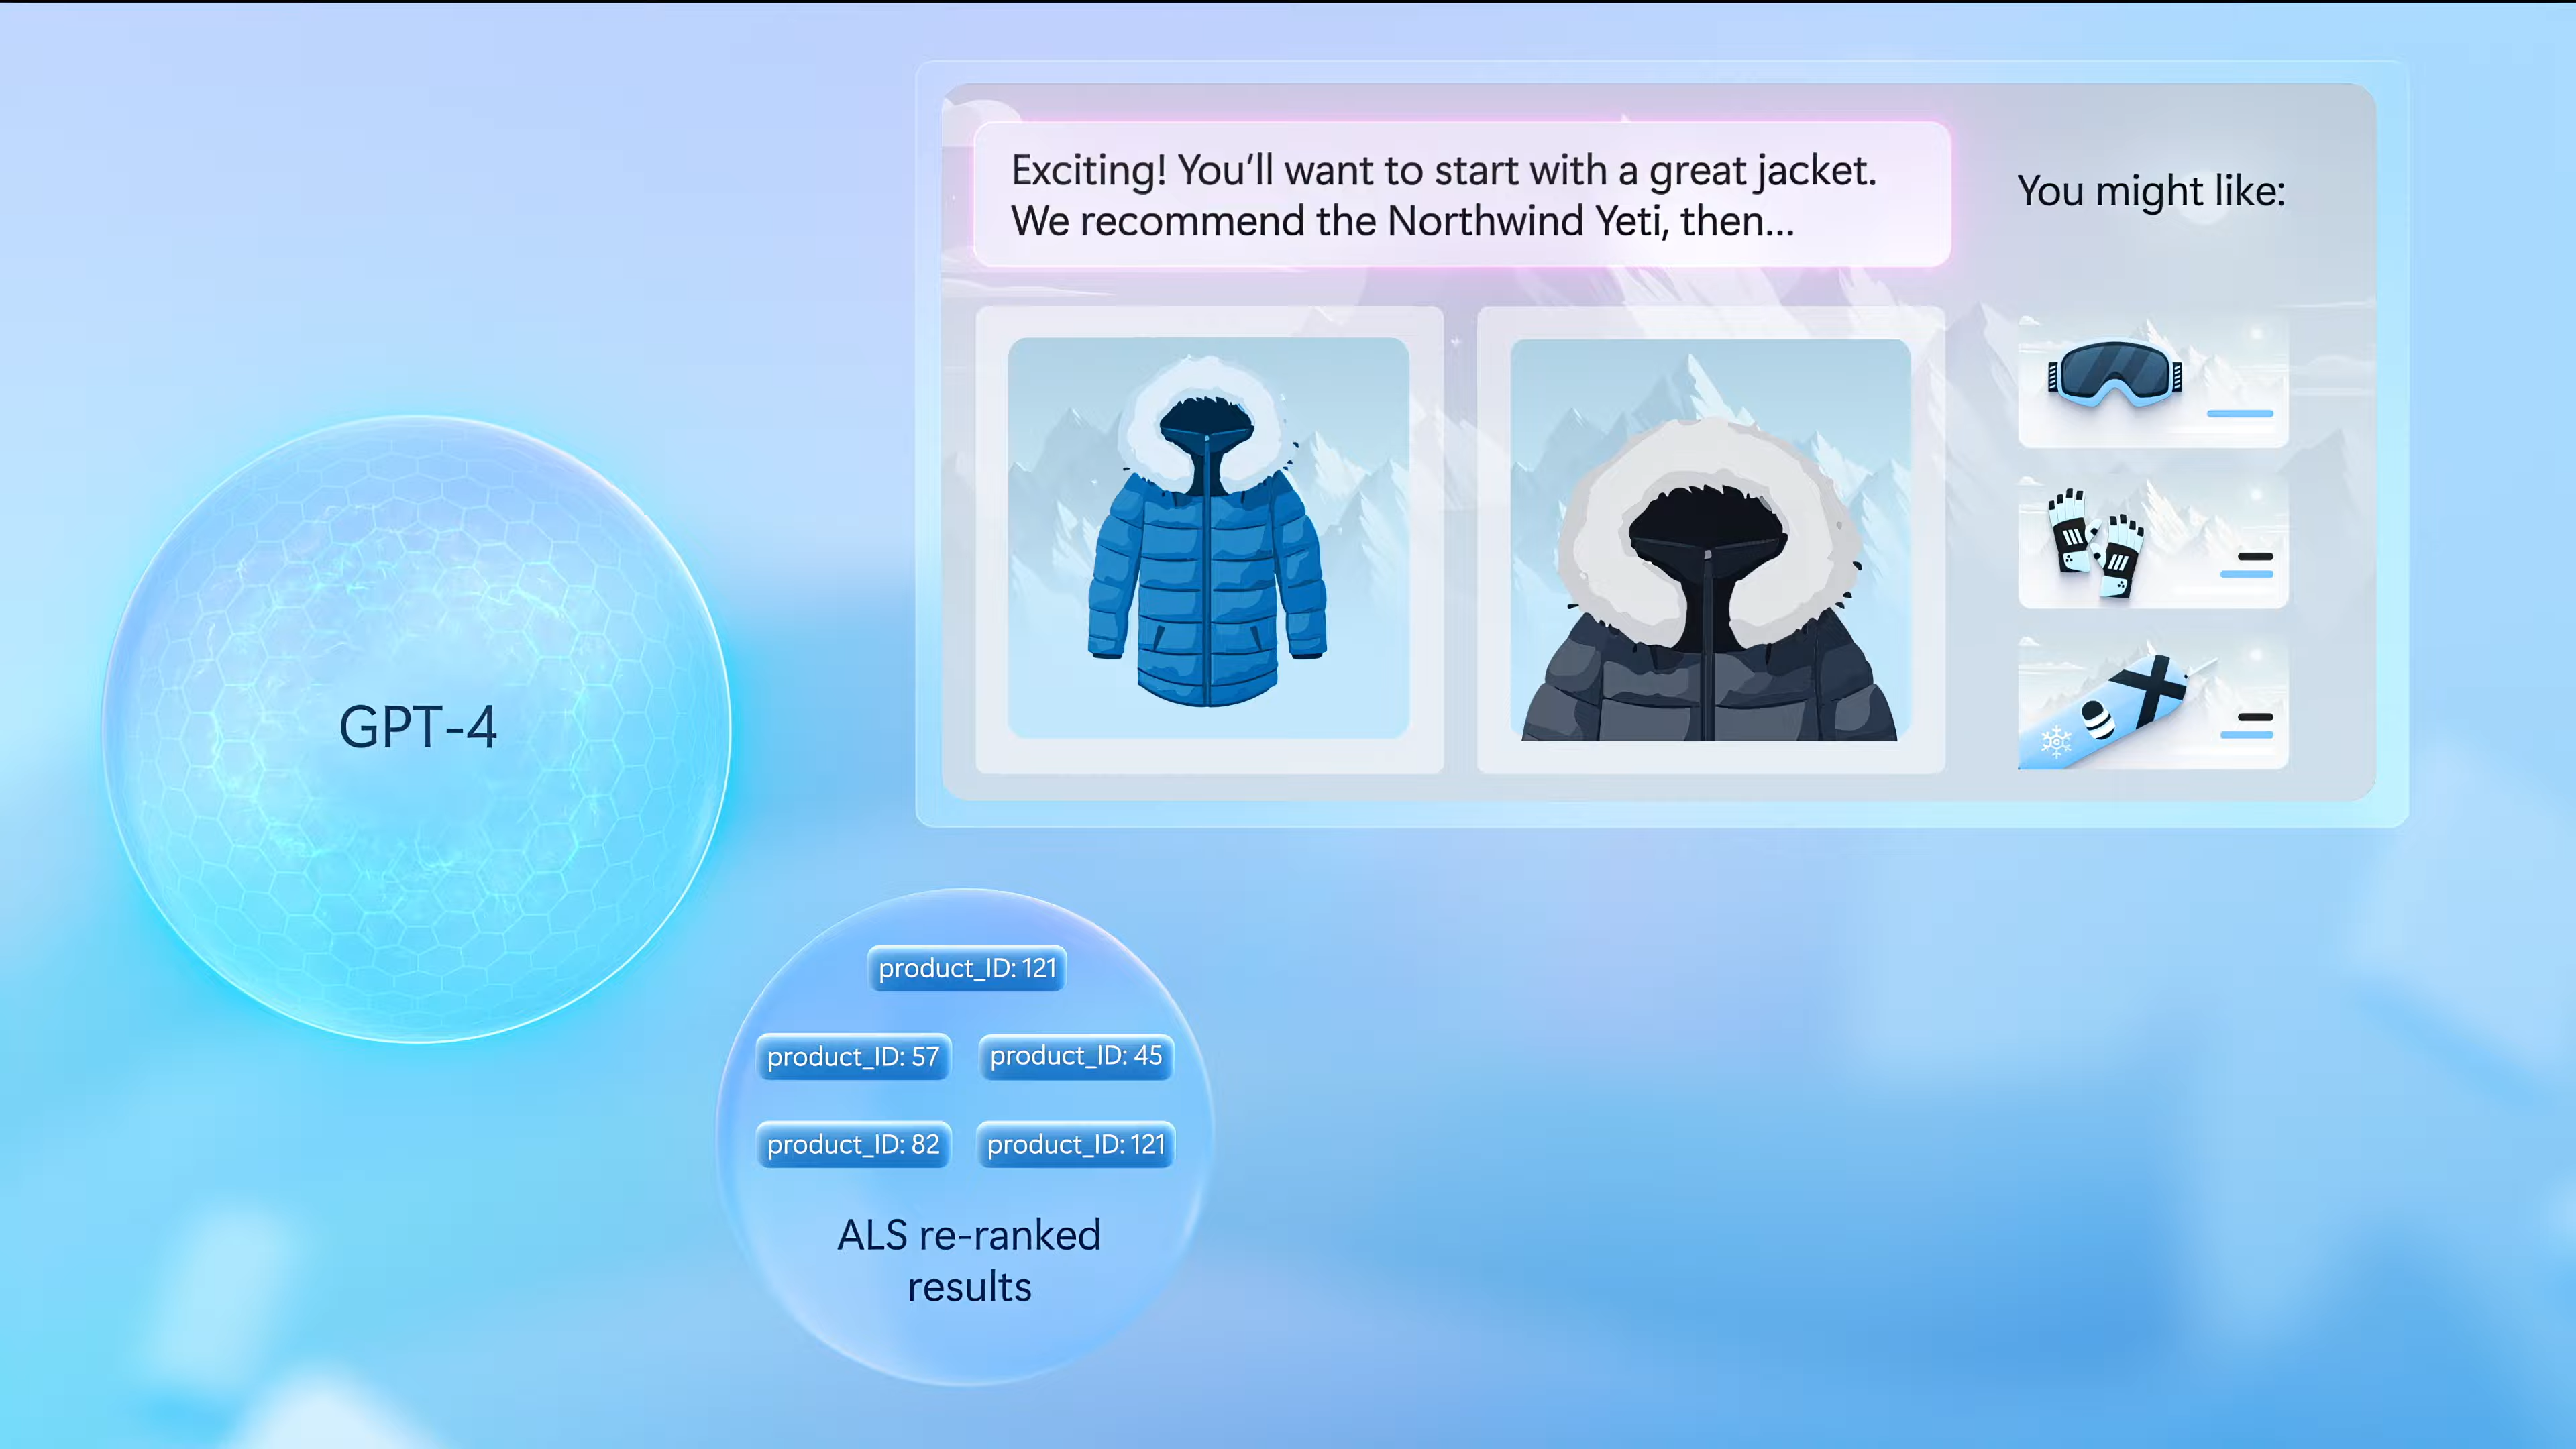 Exciting! You'll want to start with a great jacket.
We recommend the Northwind Yeti, then...
You might like:
GPT-4
product_ID: 121
product_ID: 57
product_ID: 45
product_ID: 82
product_ID: 121
ALS re-ranked
results